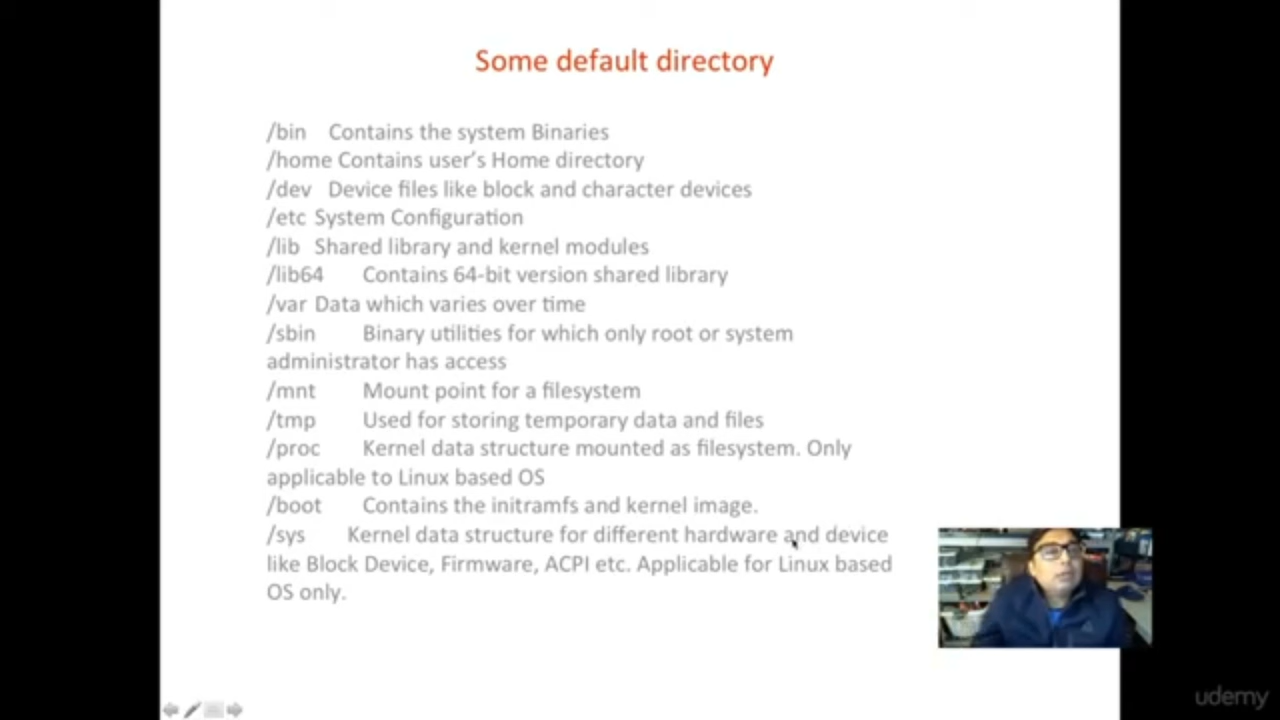 Some default directory
/bin Contains the system Binaries
/home Contains user’s Home directory
/dev Device files like block and character devices
/etc System Configuration
/lib Shared library and kernel modules
/lib64 Contains 64-bit version shared library
/var Data which varies over time
/sbin Binary utilities for which only root or system
administrator has access
/mnt Mount point for a filesystem
/tmp Used for storing temporary data and files
/proc Kernel data structure mounted as filesystem. Only
applicable to Linux based OS
/boot Contains the initramfs and kernel image.
/sys Kernel data structure for different hardware and device
like Block Device, Firmware, ACPI etc. Applicable for Linux based
OS only.
udemy